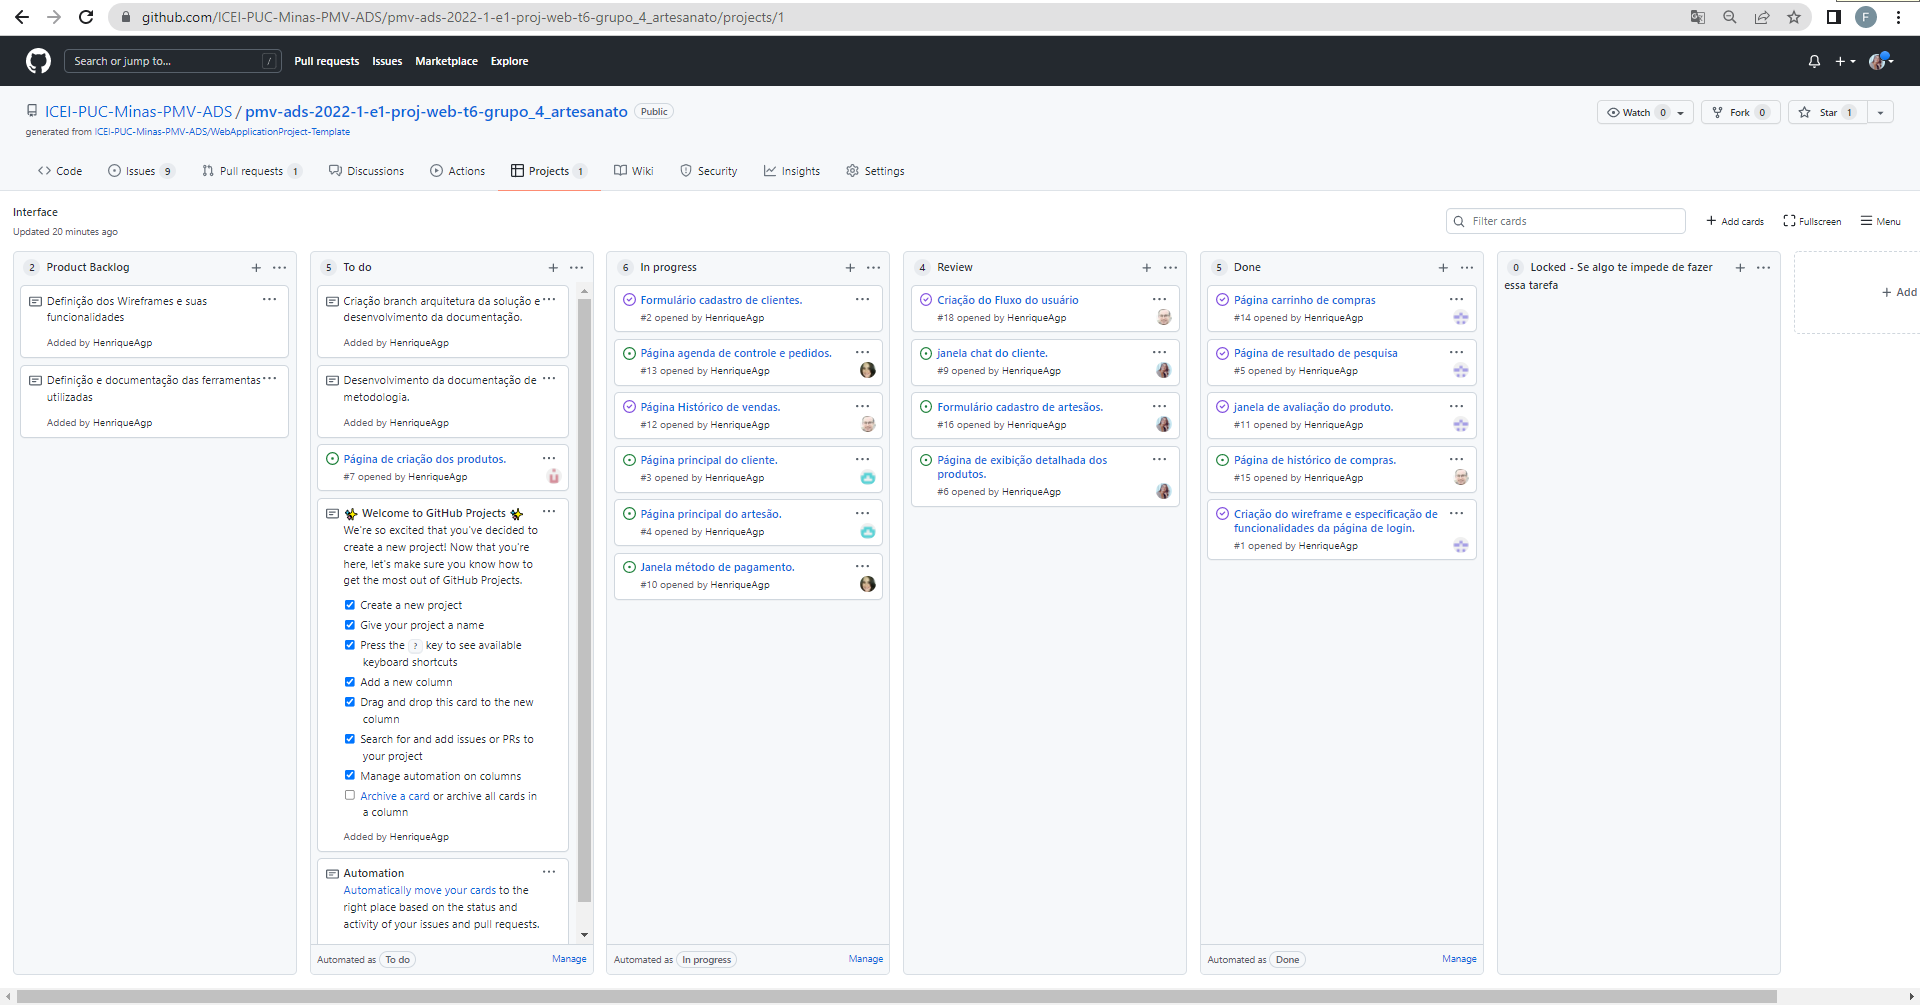 github.com/ICEI-PUC-Minas-PMV-ADS/pmv-ads-2022-1-e1-proj-web-t6-grupo_4_artesanato/projects/1
F
Search or jump to... /
Pull requests Issues Marketplace Explore
ICEI-PUC-Minas-PMV-ADS / pmv-ads-2022-1-e1-proj-web-t6-grupo_4_artesanato Public
Watch 0 Fork 0 Star 1
generated from ICEI-PUC-Minas-PMV-ADS/WebApplicationProject-Template
Code Issues 9 Pull requests 1 Discussions Actions Projects 1 Wiki Security Insights Settings
Interface
Updated 20 minutes ago
Filter cards
+ Add cards Fullscreen Menu
2 Product Backlog + ...
Definição dos Wireframes e suas ...
funcionalidades
Added by HenriqueAgp
Definição e documentação das ferramentas ...
utilizadas
Added by HenriqueAgp
5 To do + ...
Criação branch arquitetura da solução e ...
desenvolvimento da documentação.
Added by HenriqueAgp
Desenvolvimento da documentação de ...
metodologia.
Added by HenriqueAgp
Página de criação dos produtos. ...
#7 opened by HenriqueAgp
✨ Welcome to GitHub Projects ✨ ...
We're so excited that you've decided to
create a new project! Now that you're
here, let's make sure you know how to
get the most out of GitHub Projects.
Create a new project
Give your project a name
Press the ? key to see available
keyboard shortcuts
Add a new column
Drag and drop this card to the new
column
Search for and add issues or PRs to
your project
Manage automation on columns
Archive a card or archive all cards in
a column
Added by HenriqueAgp
Automation ...
Automatically move your cards to the
right place based on the status and
activity of your issues and pull requests.
Automated as To do Manage
6 In progress + ...
Formulário cadastro de clientes. ...
#2 opened by HenriqueAgp
Página agenda de controle e pedidos. ...
#13 opened by HenriqueAgp
Página Histórico de vendas. ...
#12 opened by HenriqueAgp
Página principal do cliente. ...
#3 opened by HenriqueAgp
Página principal do artesão. ...
#4 opened by HenriqueAgp
Janela método de pagamento. ...
#10 opened by HenriqueAgp
Automated as In progress Manage
4 Review + ...
Criação do Fluxo do usuário ...
#18 opened by HenriqueAgp
janela chat do cliente. ...
#9 opened by HenriqueAgp
Formulário cadastro de artesãos. ...
#16 opened by HenriqueAgp
Página de exibição detalhada dos ...
produtos.
#6 opened by HenriqueAgp
5 Done + ...
Página carrinho de compras ...
#14 opened by HenriqueAgp
Página de resultado de pesquisa ...
#5 opened by HenriqueAgp
janela de avaliação do produto. ...
#11 opened by HenriqueAgp
Página de histórico de compras. ...
#15 opened by HenriqueAgp
Criação do wireframe e especificação de ...
funcionalidades da página de login.
#1 opened by HenriqueAgp
Automated as Done Manage
0 Locked - Se algo te impede de fazer + ...
essa tarefa
+ Add